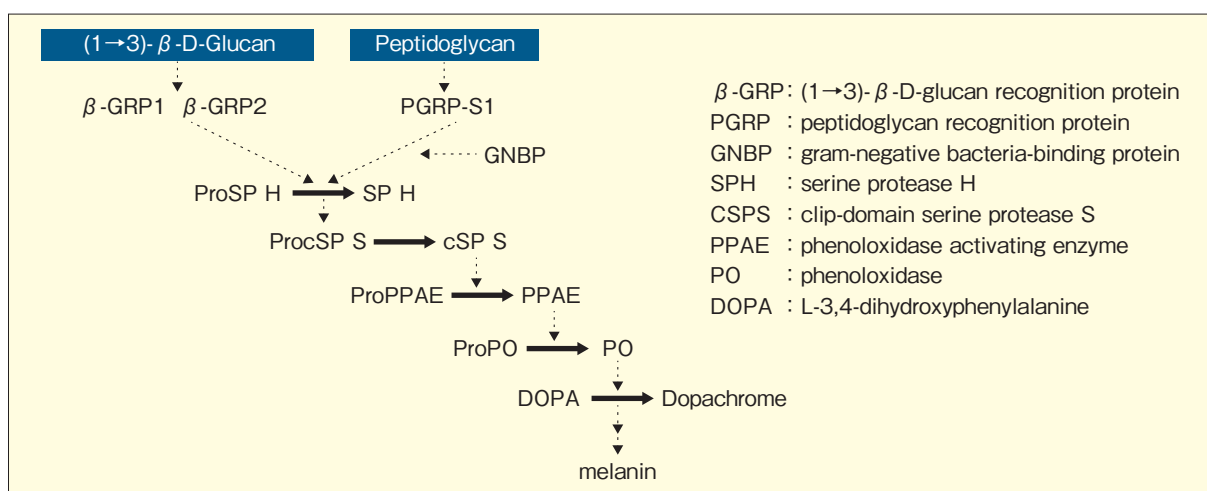 (1→3)-β-D-Glucan
Peptidoglycan
β-GRP1 β-GRP2
PGRP-S1
GNBP
ProSP H
SP H
ProcSP S
cSP S
ProPPAE
PPAE
ProPO
PO
DOPA
Dopachrome
melanin
β-GRP: (1→3)-β-D-glucan recognition protein
PGRP : peptidoglycan recognition protein
GNBP : gram-negative bacteria-binding protein
SPH : serine protease H
CSPS : clip-domain serine protease S
PPAE : phenoloxidase activating enzyme
PO : phenoloxidase
DOPA : L-3,4-dihydroxyphenylalanine